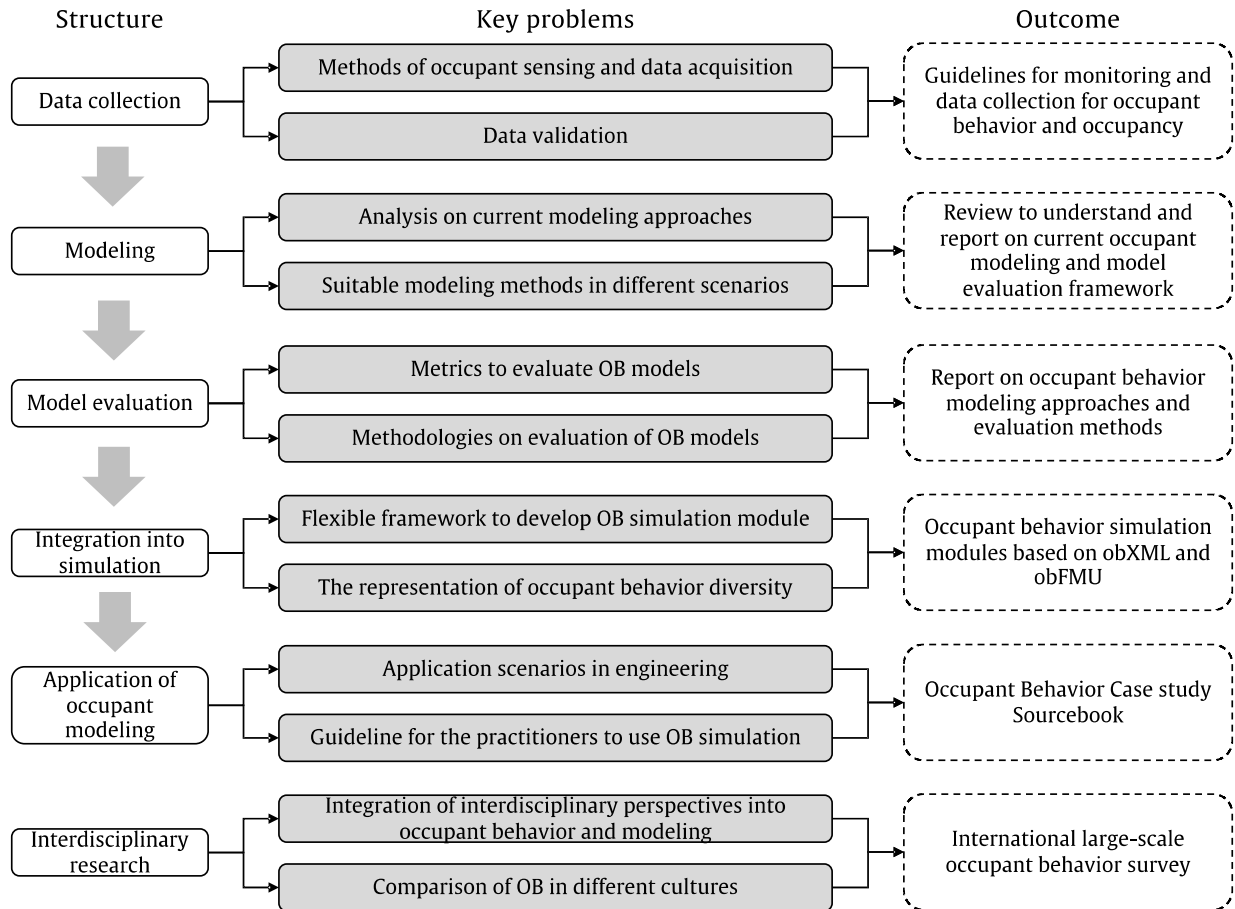 Structure
Key problems
Outcome
Data collection
Methods of occupant sensing and data acquisition
Data validation
Guidelines for monitoring and
data collection for occupant
behavior and occupancy
Modeling
Analysis on current modeling approaches
Suitable modeling methods in different scenarios
Review to understand and
report on current occupant
modeling and model
evaluation framework
Model evaluation
Metrics to evaluate OB models
Methodologies on evaluation of OB models
Report on occupant behavior
modeling approaches and
evaluation methods
Integration into
simulation
Flexible framework to develop OB simulation module
The representation of occupant behavior diversity
Occupant behavior simulation
modules based on obXML and
obFMU
Application of
occupant
modeling
Application scenarios in engineering
Guideline for the practitioners to use OB simulation
Occupant Behavior Case study
Sourcebook
Interdisciplinary
research
Integration of interdisciplinary perspectives into
occupant behavior and modeling
Comparison of OB in different cultures
International large-scale
occupant behavior survey